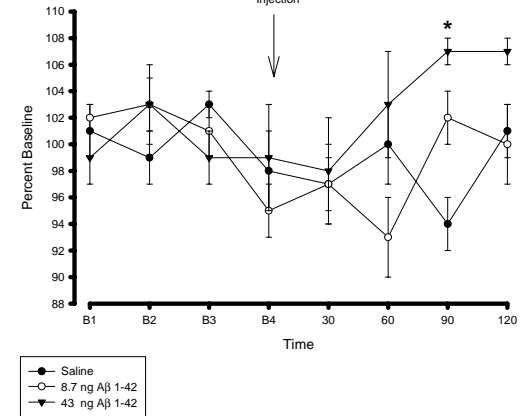 Injection
110
108
106
104
102
100
98
96
94
92
90
88
Percent Baseline
*
B1 B2 B3 B4 30 60 90 120
Time
Saline
8.7 ng Aβ 1-42
43 ng Aβ 1-42